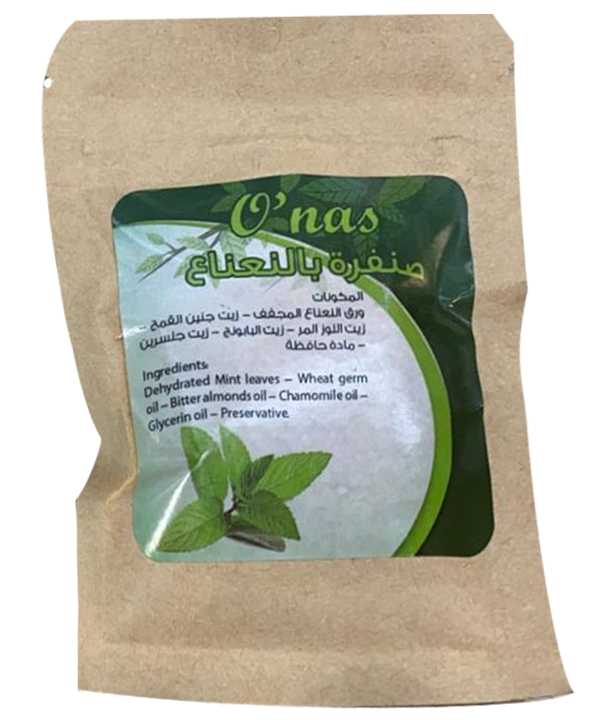 O'nas
صنفرة بالنعناع
المكونات
ورق النعناع المجفف – زيت جنين القمح –
زيت اللوز المر – زيت البابونج – زيت جلسرين
– مادة حافظة
Ingredients:
Dehydrated Mint leaves – Wheat germ
oil – Bitter almonds oil – Chamomile oil –
Glycerin oil – Preservative.